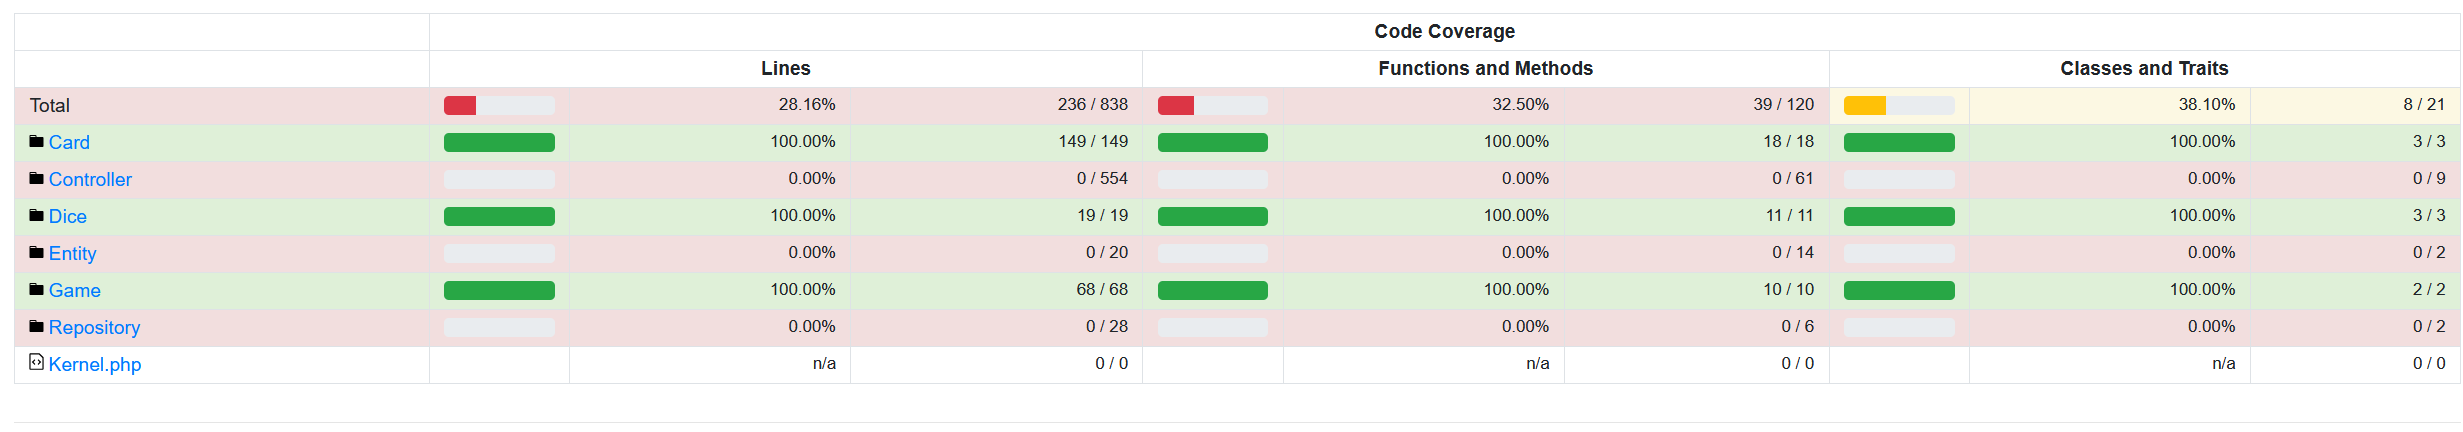 Code Coverage
Lines Functions and Methods Classes and Traits
Total 28.16% 236 / 838 32.50% 39 / 120 38.10% 8 / 21
Card 100.00% 149 / 149 100.00% 18 / 18 100.00% 3 / 3
Controller 0.00% 0 / 554 0.00% 0 / 61 0.00% 0 / 9
Dice 100.00% 19 / 19 100.00% 11 / 11 100.00% 3 / 3
Entity 0.00% 0 / 20 0.00% 0 / 14 0.00% 0 / 2
Game 100.00% 68 / 68 100.00% 10 / 10 100.00% 2 / 2
Repository 0.00% 0 / 28 0.00% 0 / 6 0.00% 0 / 2
Kernel.php n/a 0 / 0 n/a 0 / 0 n/a 0 / 0